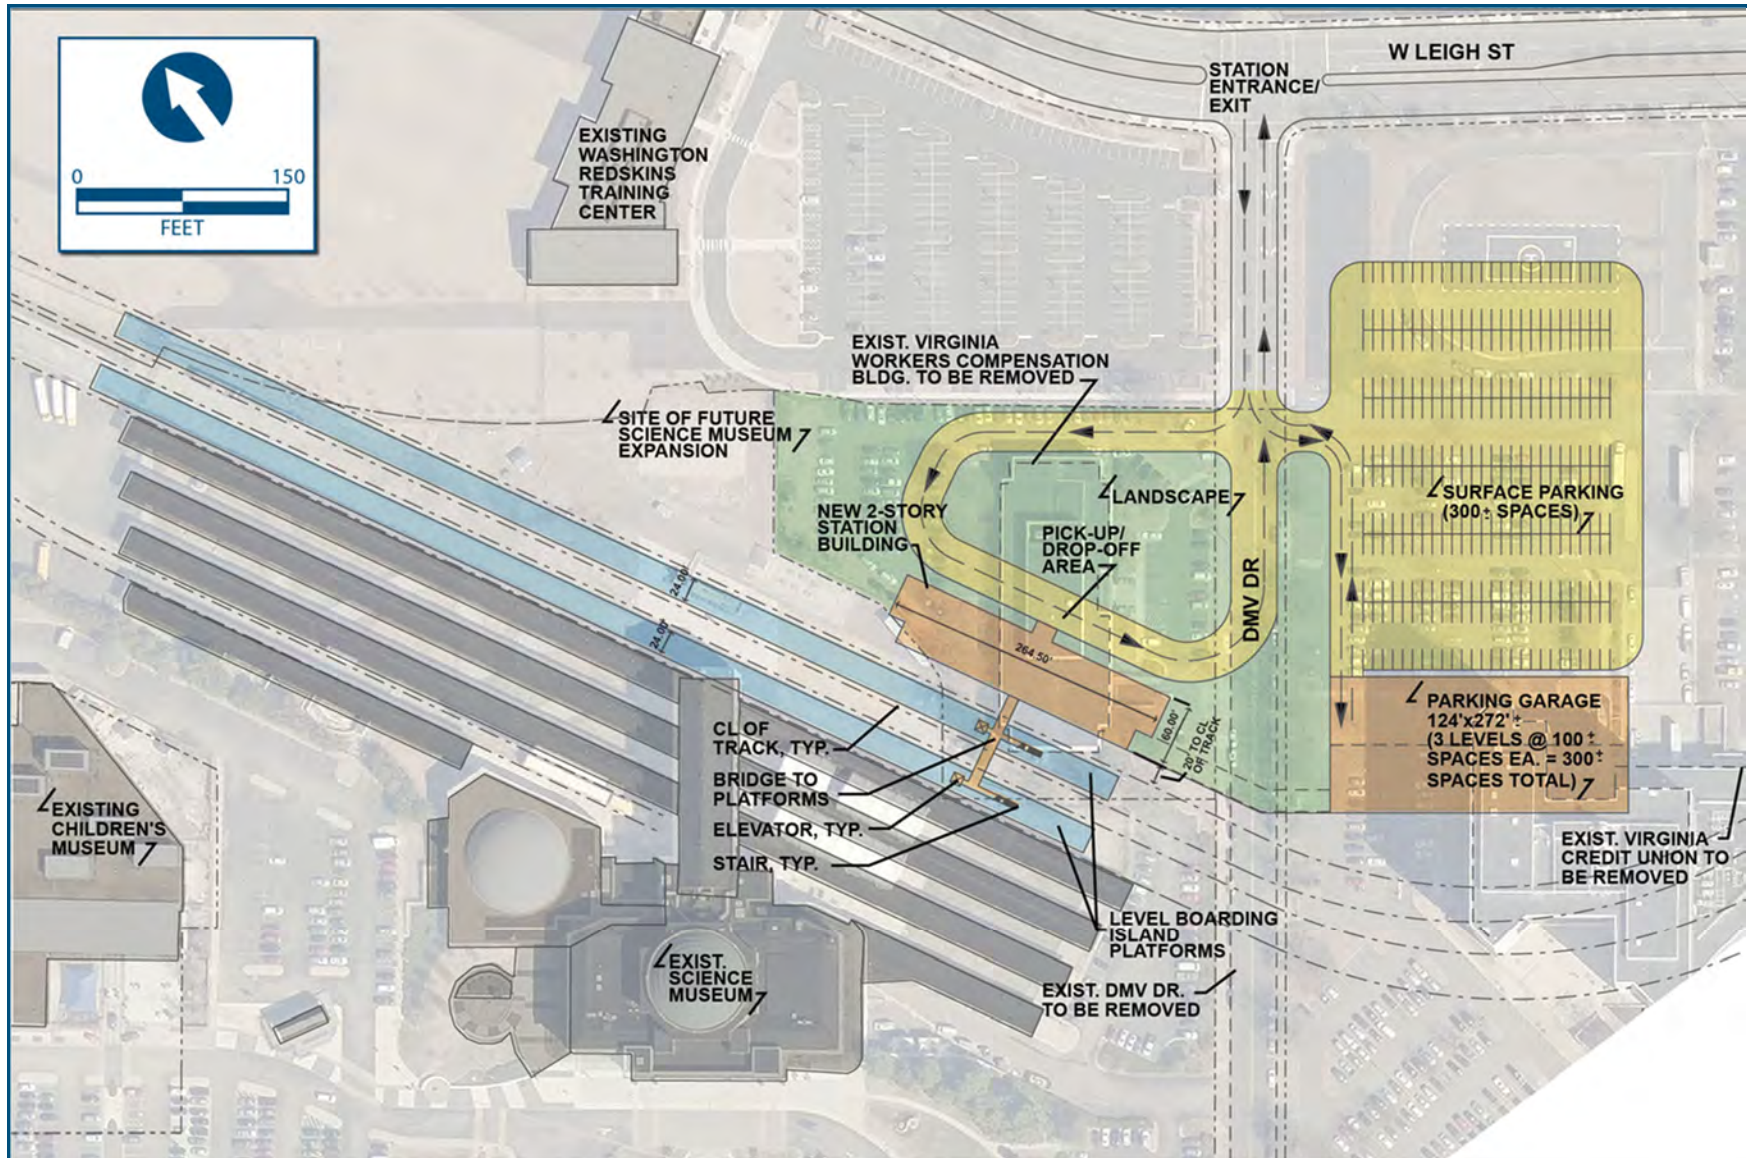 W LEIGH ST
STATION
ENTRANCE/
EXIT
0 150
FEET
EXISTING
WASHINGTON
REDSKINS
TRAINING
CENTER
H
EXIST. VIRGINIA
WORKERS COMPENSATION
BLDG. TO BE REMOVED
SITE OF FUTURE
SCIENCE MUSEUM
EXPANSION
LANDSCAPE
SURFACE PARKING
(300± SPACES)
NEW 2-STORY
STATION
BUILDING
PICK-UP/
DROP-OFF
AREA
DMV DR
24.00'
24.00'
264.50'
60.00'
20' TO CL
OF TRACK
PARKING GARAGE
124'x272'±
(3 LEVELS @ 100±
SPACES EA. = 300±
SPACES TOTAL)
CL OF
TRACK, TYP.
BRIDGE TO
PLATFORMS
ELEVATOR, TYP.
STAIR, TYP.
EXISTING
CHILDREN'S
MUSEUM
EXIST. VIRGINIA
CREDIT UNION TO
BE REMOVED
LEVEL BOARDING
ISLAND
PLATFORMS
EXIST.
SCIENCE
MUSEUM
EXIST. DMV DR.
TO BE REMOVED